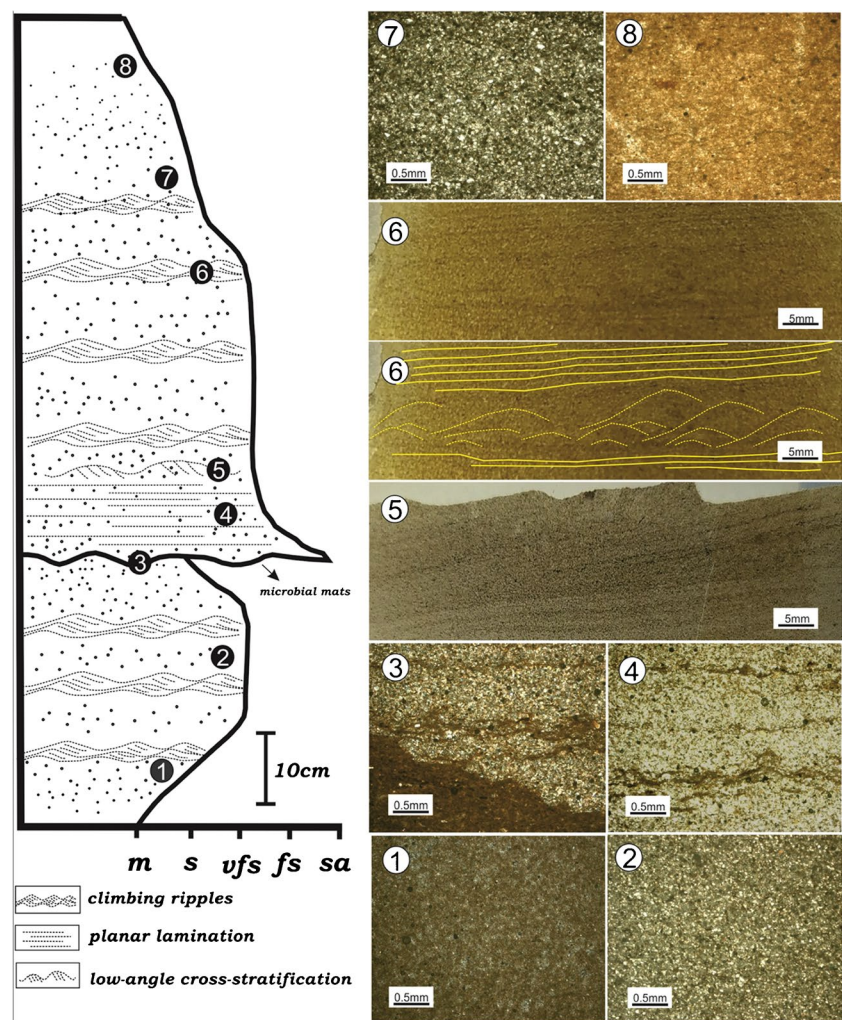 8
7
6
5
4
3
microbial mats
2
1
10cm
m s vfs fs sa
climbing ripples
planar lamination
low-angle cross-stratification
7
0.5mm
8
0.5mm
6
5mm
6
5mm
5
5mm
3
0.5mm
4
0.5mm
1
0.5mm
2
0.5mm